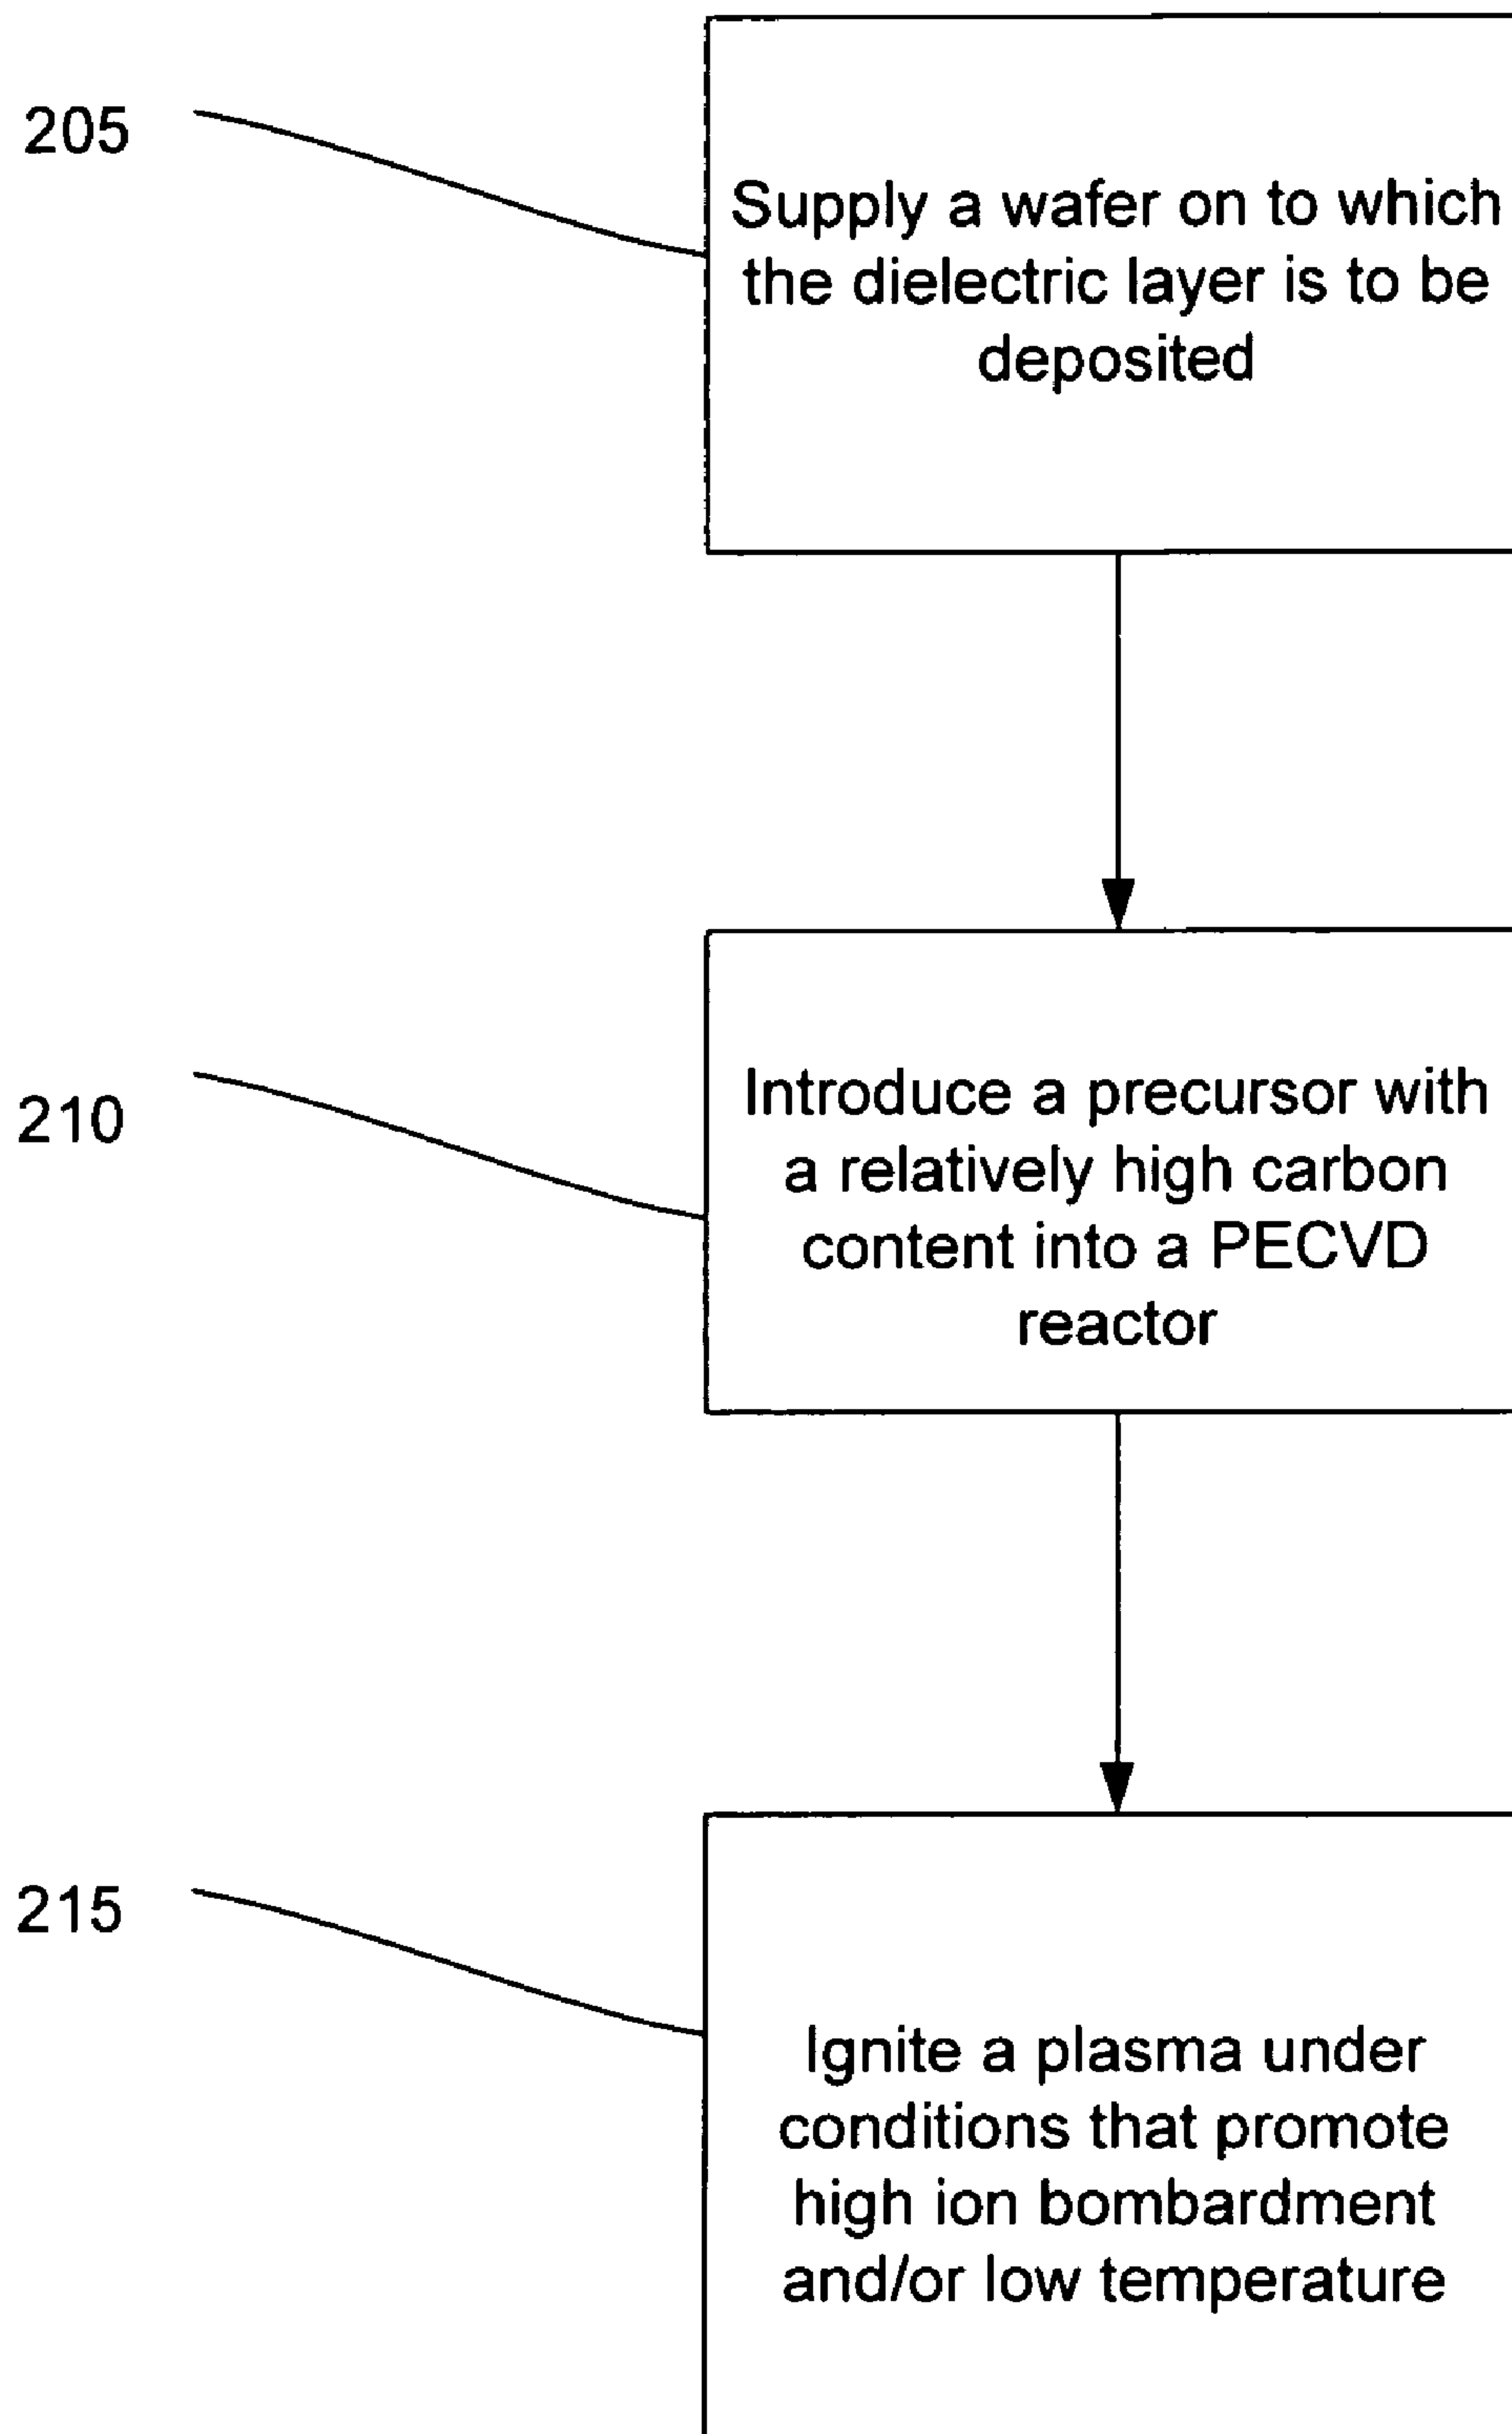 205
Supply a wafer on to which
the dielectric layer is to be
deposited
210
Introduce a precursor with
a relatively high carbon
content into a PECVD
reactor
215
Ignite a plasma under
conditions that promote
high ion bombardment
and/or low temperature